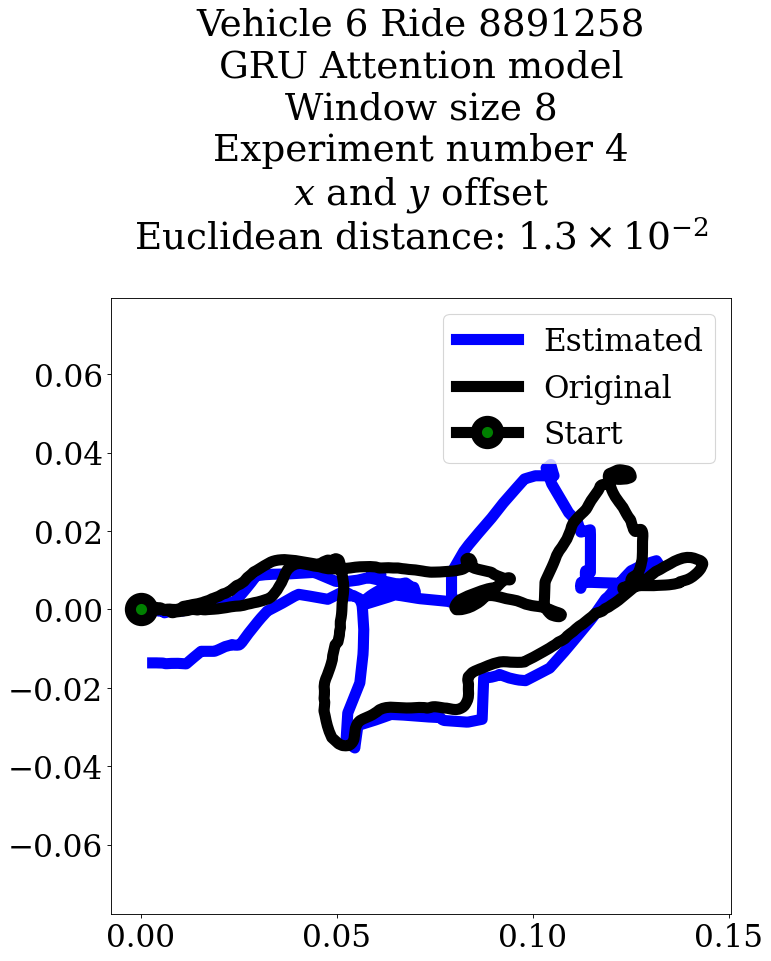 Vehicle 6 Ride 8891258
GRU Attention model
Window size 8
Experiment number 4
x and y offset
Euclidean distance: 1.3 × 10⁻²
Estimated
Original
Start
0.06
0.04
0.02
0.00
−0.02
−0.04
−0.06
0.00 0.05 0.10 0.15